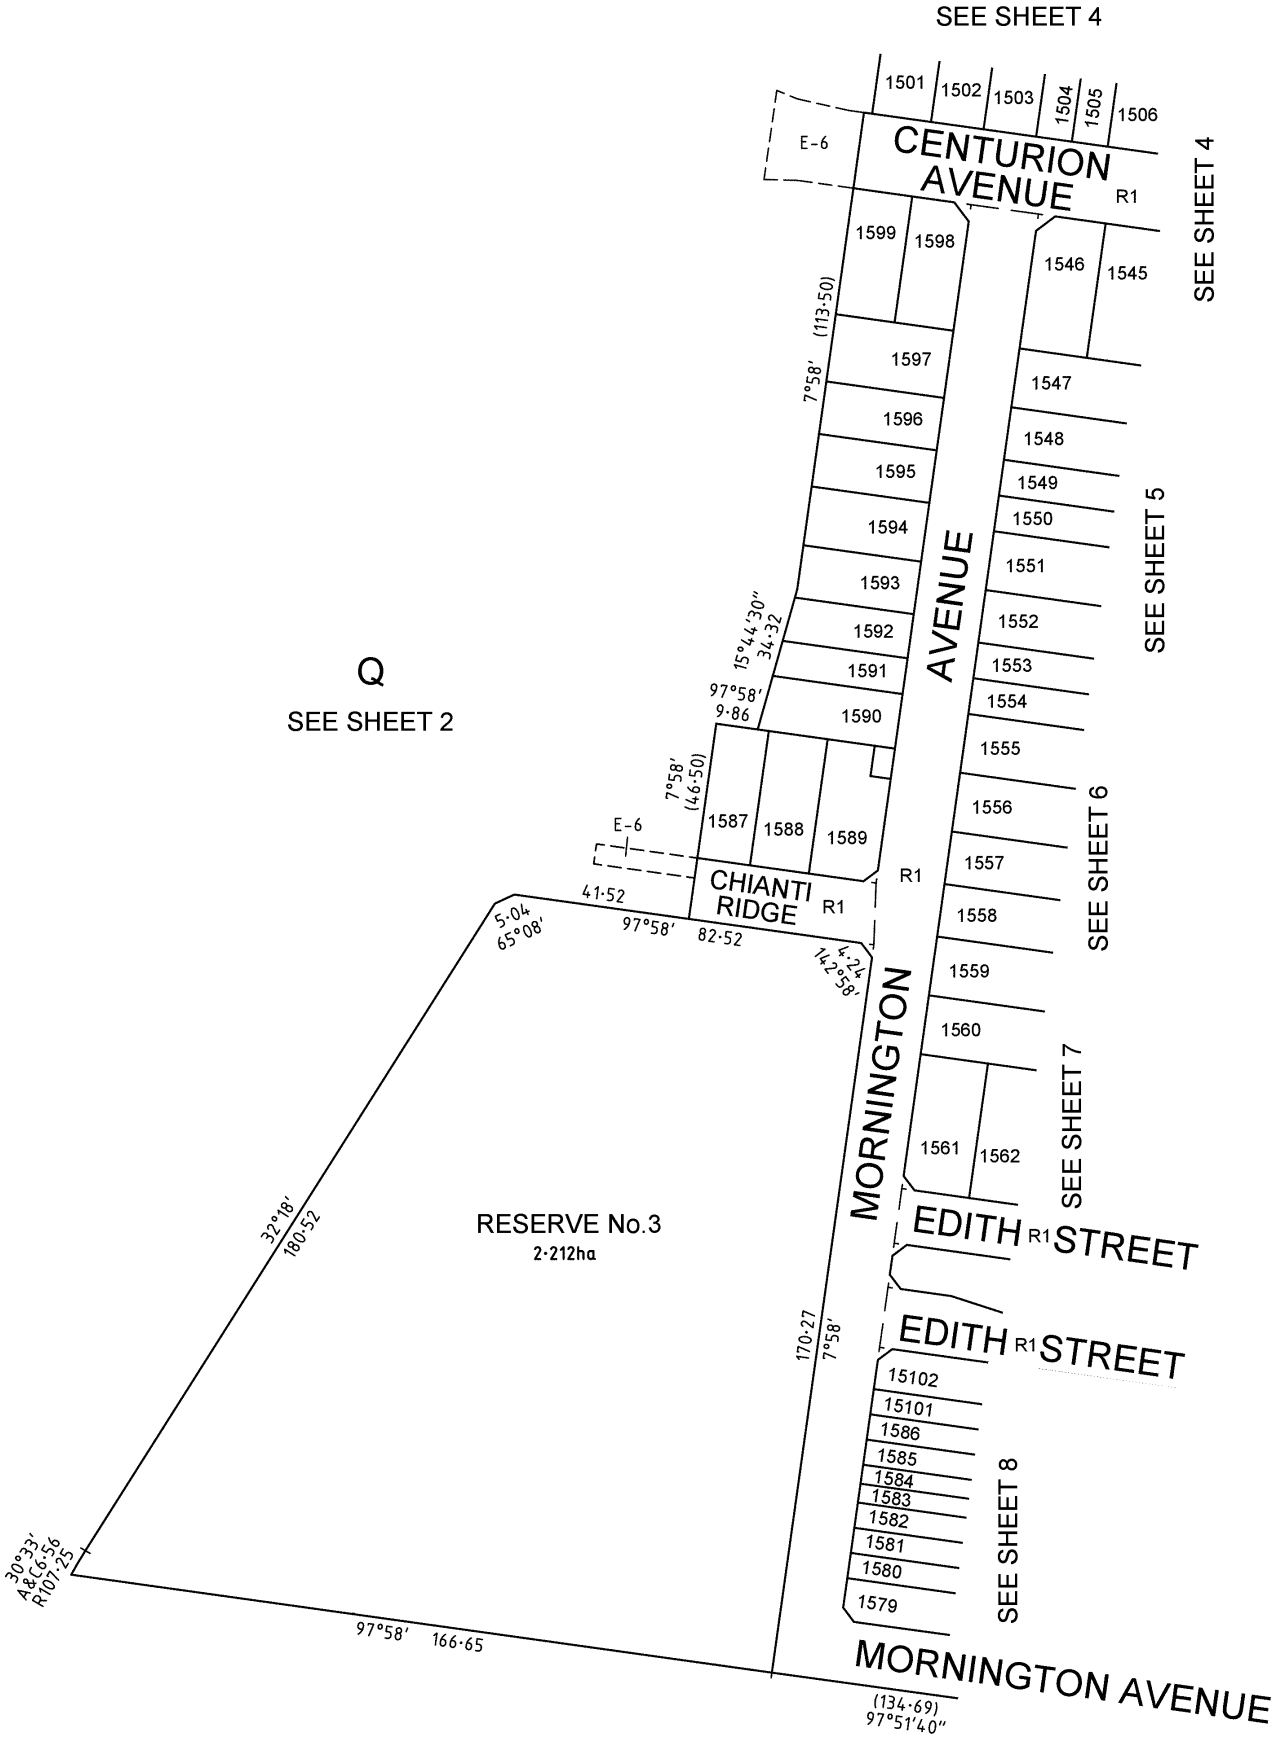 SEE SHEET 4
1501
1502
1503
1504
1505
1506
E-6
CENTURION
AVENUE
R1
SEE SHEET 4
1599
1598
1546
1545
(113·50)
7°58'
1597
1547
1596
1548
1595
1549
1594
1550
1593
1551
AVENUE
SEE SHEET 5
15°44'30"
34·32
1592
1552
1591
1553
97°58'
9·86
1590
1554
Q
SEE SHEET 2
1555
7°58'
(46·50)
1587
1588
1589
1556
E-6
1557
SEE SHEET 6
CHIANTI
RIDGE
R1
R1
41·52
97°58'
82·52
5·04
65°08'
4·24
142°58'
1558
1559
MORNINGTON
1560
SEE SHEET 7
1561
1562
32°18'
180·52
RESERVE No.3
2·212ha
EDITH R1 STREET
170·27
7°58'
EDITH R1 STREET
15102
15101
1586
1585
1584
1583
1582
1581
1580
1579
SEE SHEET 8
30°33'
A&C6·56
R107·25
97°58' 166·65
MORNINGTON AVENUE
(134·69)
97°51'40"